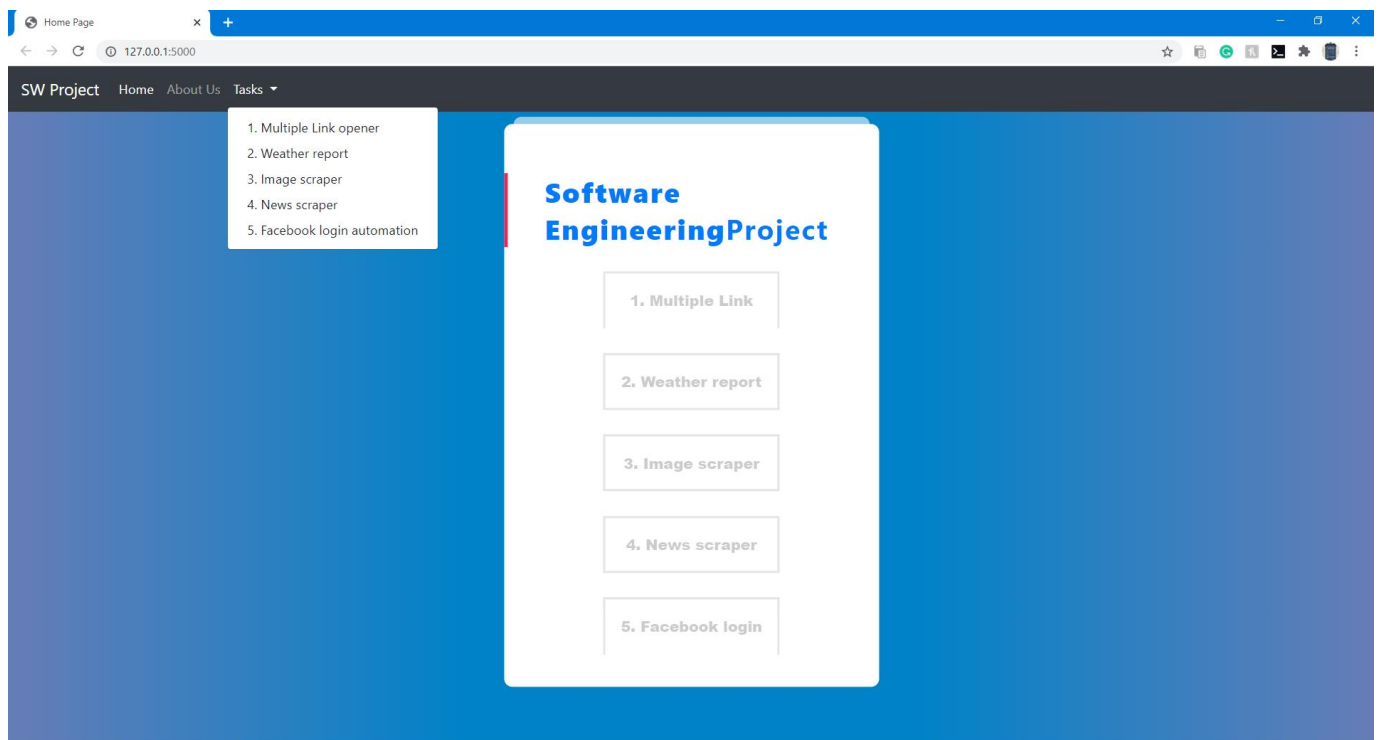 Home Page
127.0.0.1:5000
SW Project Home About Us Tasks
1. Multiple Link opener
2. Weather report
3. Image scraper
4. News scraper
5. Facebook login automation
Software
EngineeringProject
1. Multiple Link
2. Weather report
3. Image scraper
4. News scraper
5. Facebook login